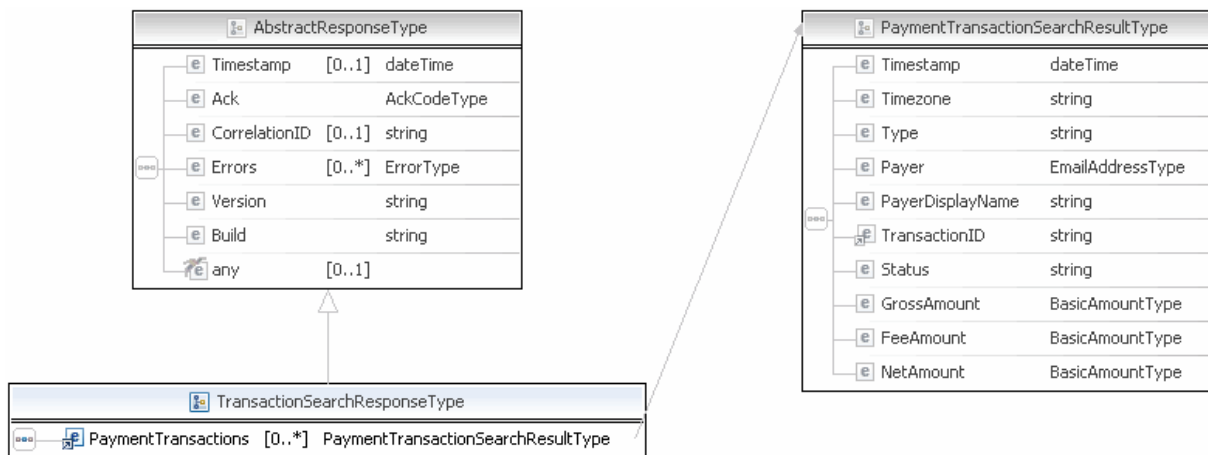 AbstractResponseType
Timestamp [0..1] dateTime
Ack AckCodeType
CorrelationID [0..1] string
Errors [0..*] ErrorType
Version string
Build string
any [0..1]
TransactionSearchResponseType
PaymentTransactions [0..*] PaymentTransactionSearchResultType
PaymentTransactionSearchResultType
Timestamp dateTime
Timezone string
Type string
Payer EmailAddressType
PayerDisplayName string
TransactionID string
Status string
GrossAmount BasicAmountType
FeeAmount BasicAmountType
NetAmount BasicAmountType